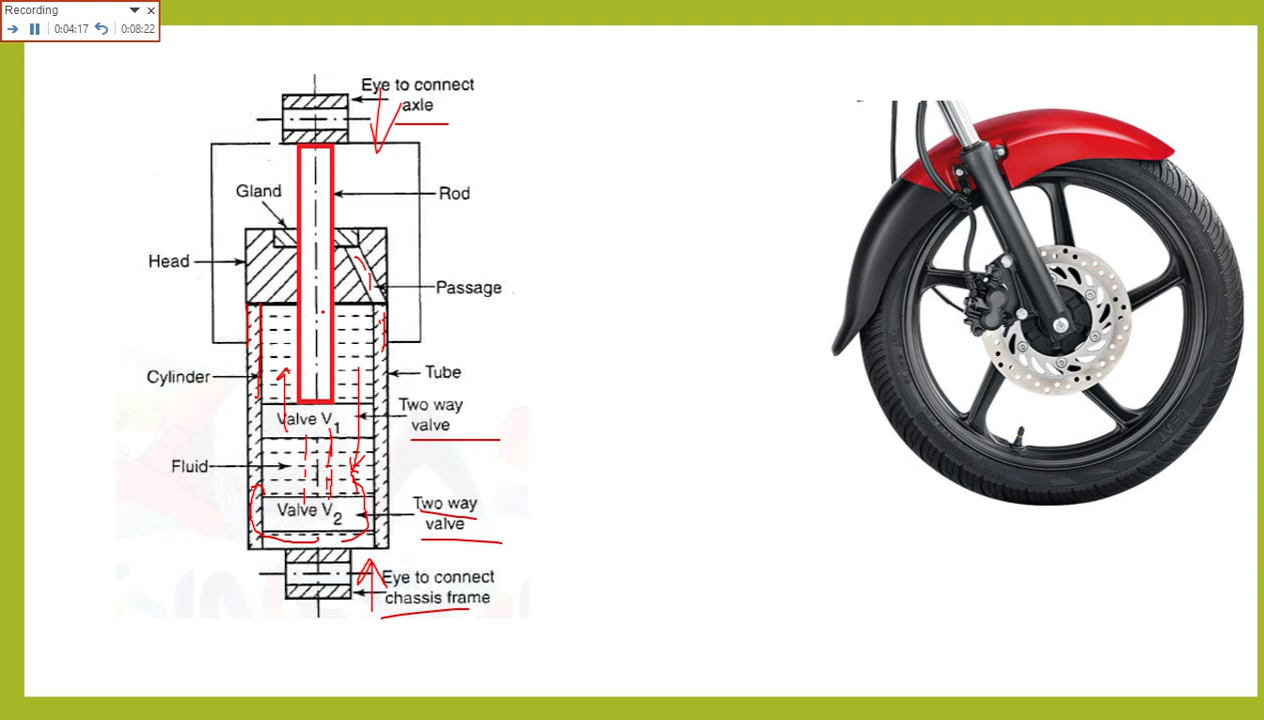 Recording
0:04:17
0:08:22
Eye to connect
axle
Gland
Rod
Head
Passage
Cylinder
Tube
Two way
valve
Valve V1
Fluid
Two way
valve
Valve V2
Eye to connect
chassis frame